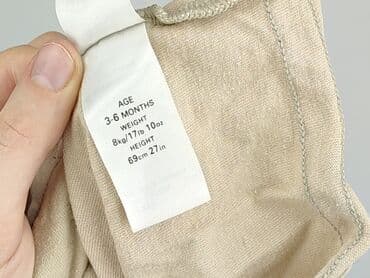 AGE
3-6 MONTHS
WEIGHT
8kg/17lb 10oz
HEIGHT
69cm 27in